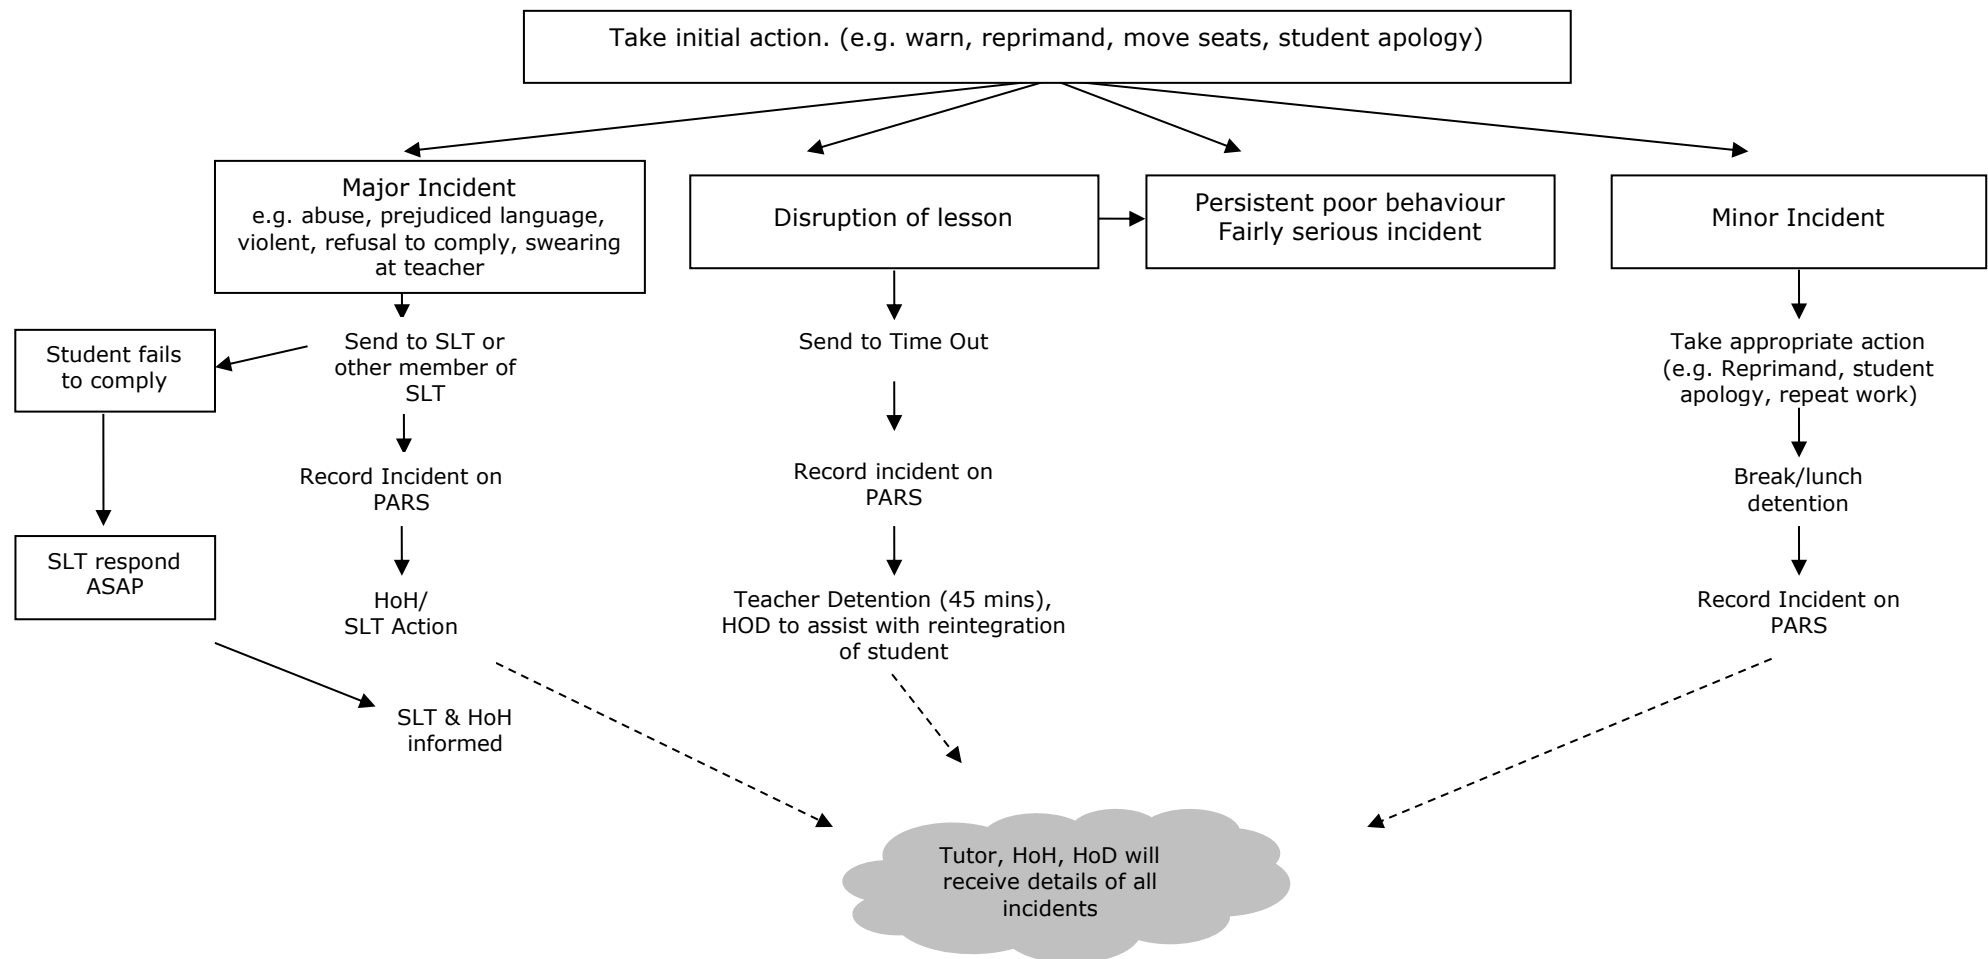 Take initial action. (e.g. warn, reprimand, move seats, student apology)
Major Incident
e.g. abuse, prejudiced language,
violent, refusal to comply, swearing
at teacher
Disruption of lesson
Persistent poor behaviour
Fairly serious incident
Minor Incident
Student fails
to comply
Send to SLT or
other member of
SLT
Send to Time Out
Take appropriate action
(e.g. Reprimand, student
apology, repeat work)
Record Incident on
PARS
Record incident on
PARS
Break/lunch
detention
SLT respond
ASAP
HoH/
SLT Action
Teacher Detention (45 mins),
HOD to assist with reintegration
of student
Record Incident on
PARS
SLT & HoH
informed
Tutor, HoH, HoD will
receive details of all
incidents